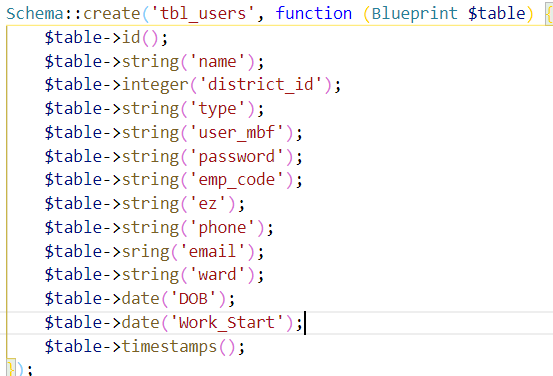 Schema::create('tbl_users', function (Blueprint $table) {
$table->id();
$table->string('name');
$table->integer('district_id');
$table->string('type');
$table->string('user_mbf');
$table->string('password');
$table->string('emp_code');
$table->string('ez');
$table->string('phone');
$table->sring('email');
$table->string('ward');
$table->date('DOB');
$table->date('Work_Start');
$table->timestamps();
});